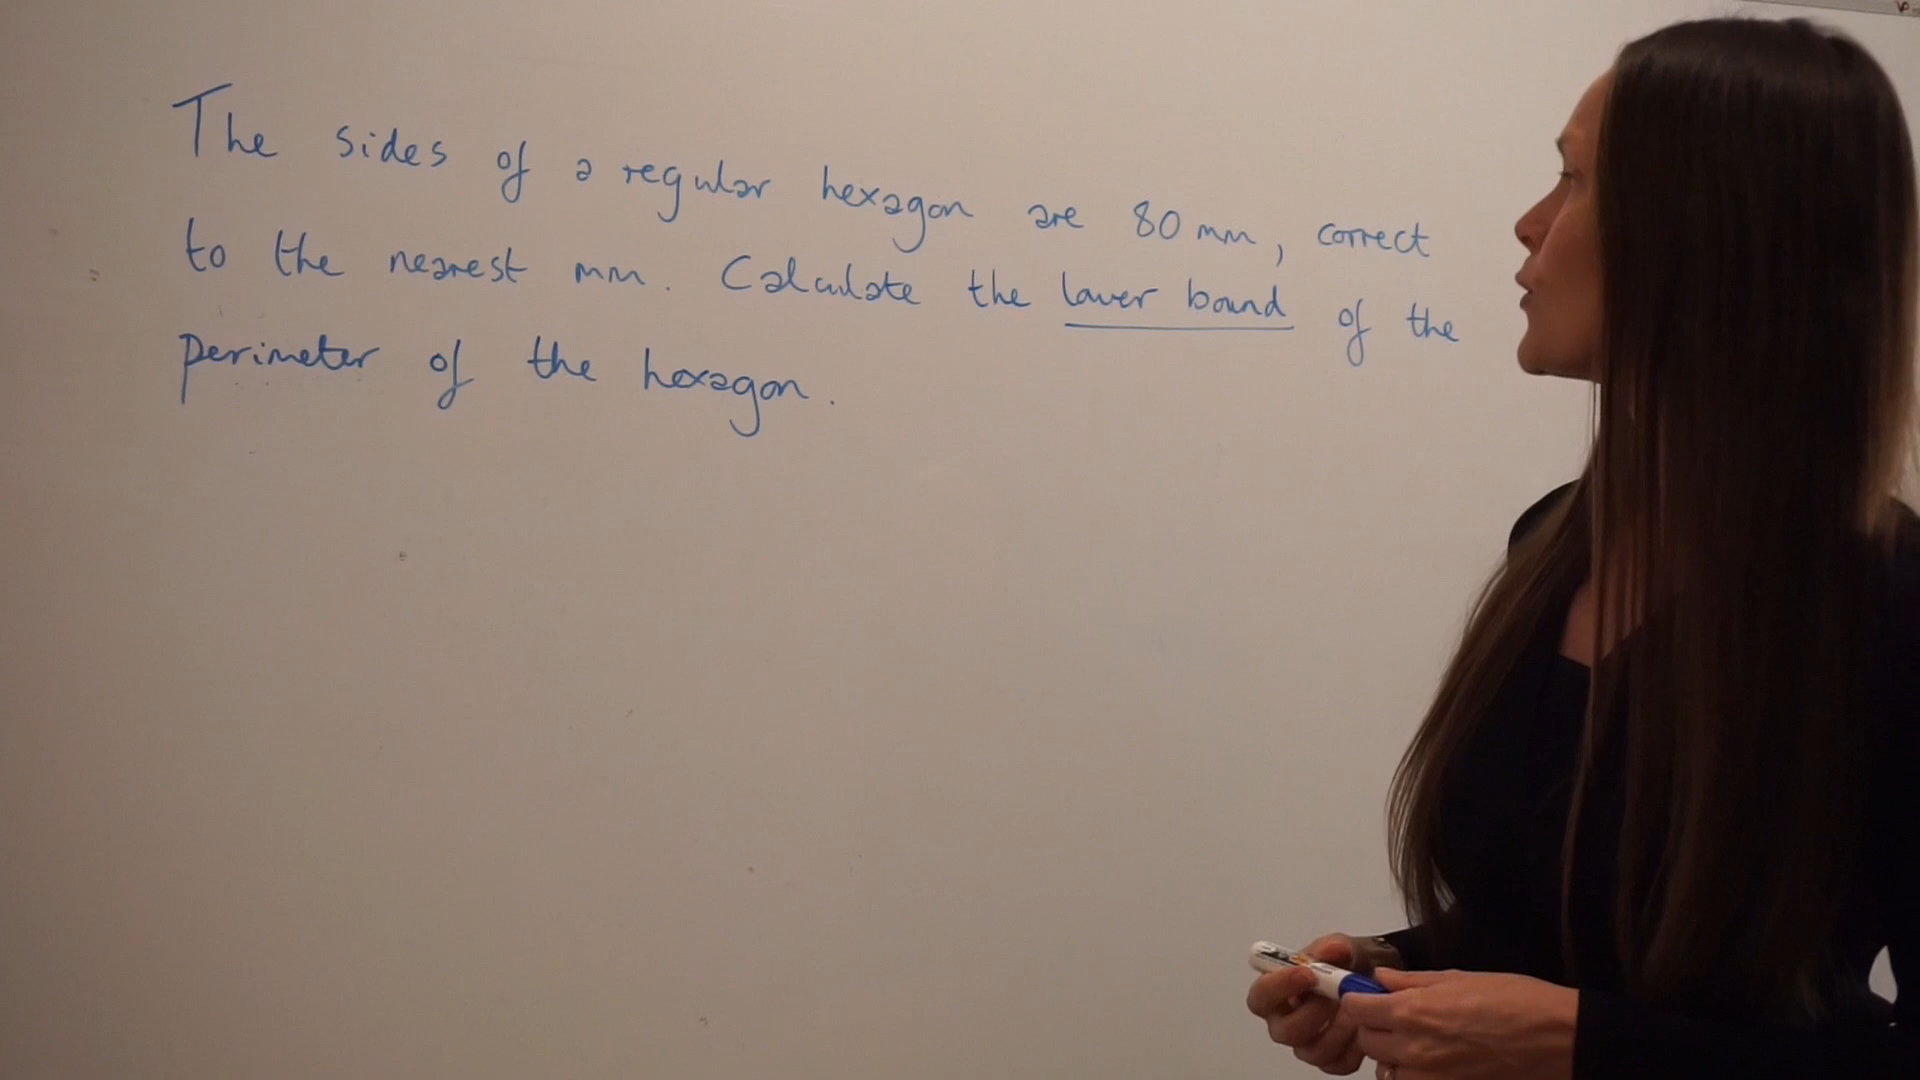 The sides of a regular hexagon are 80 mm, correct
to the nearest mm. Calculate the lower bound of the
perimeter of the hexagon.